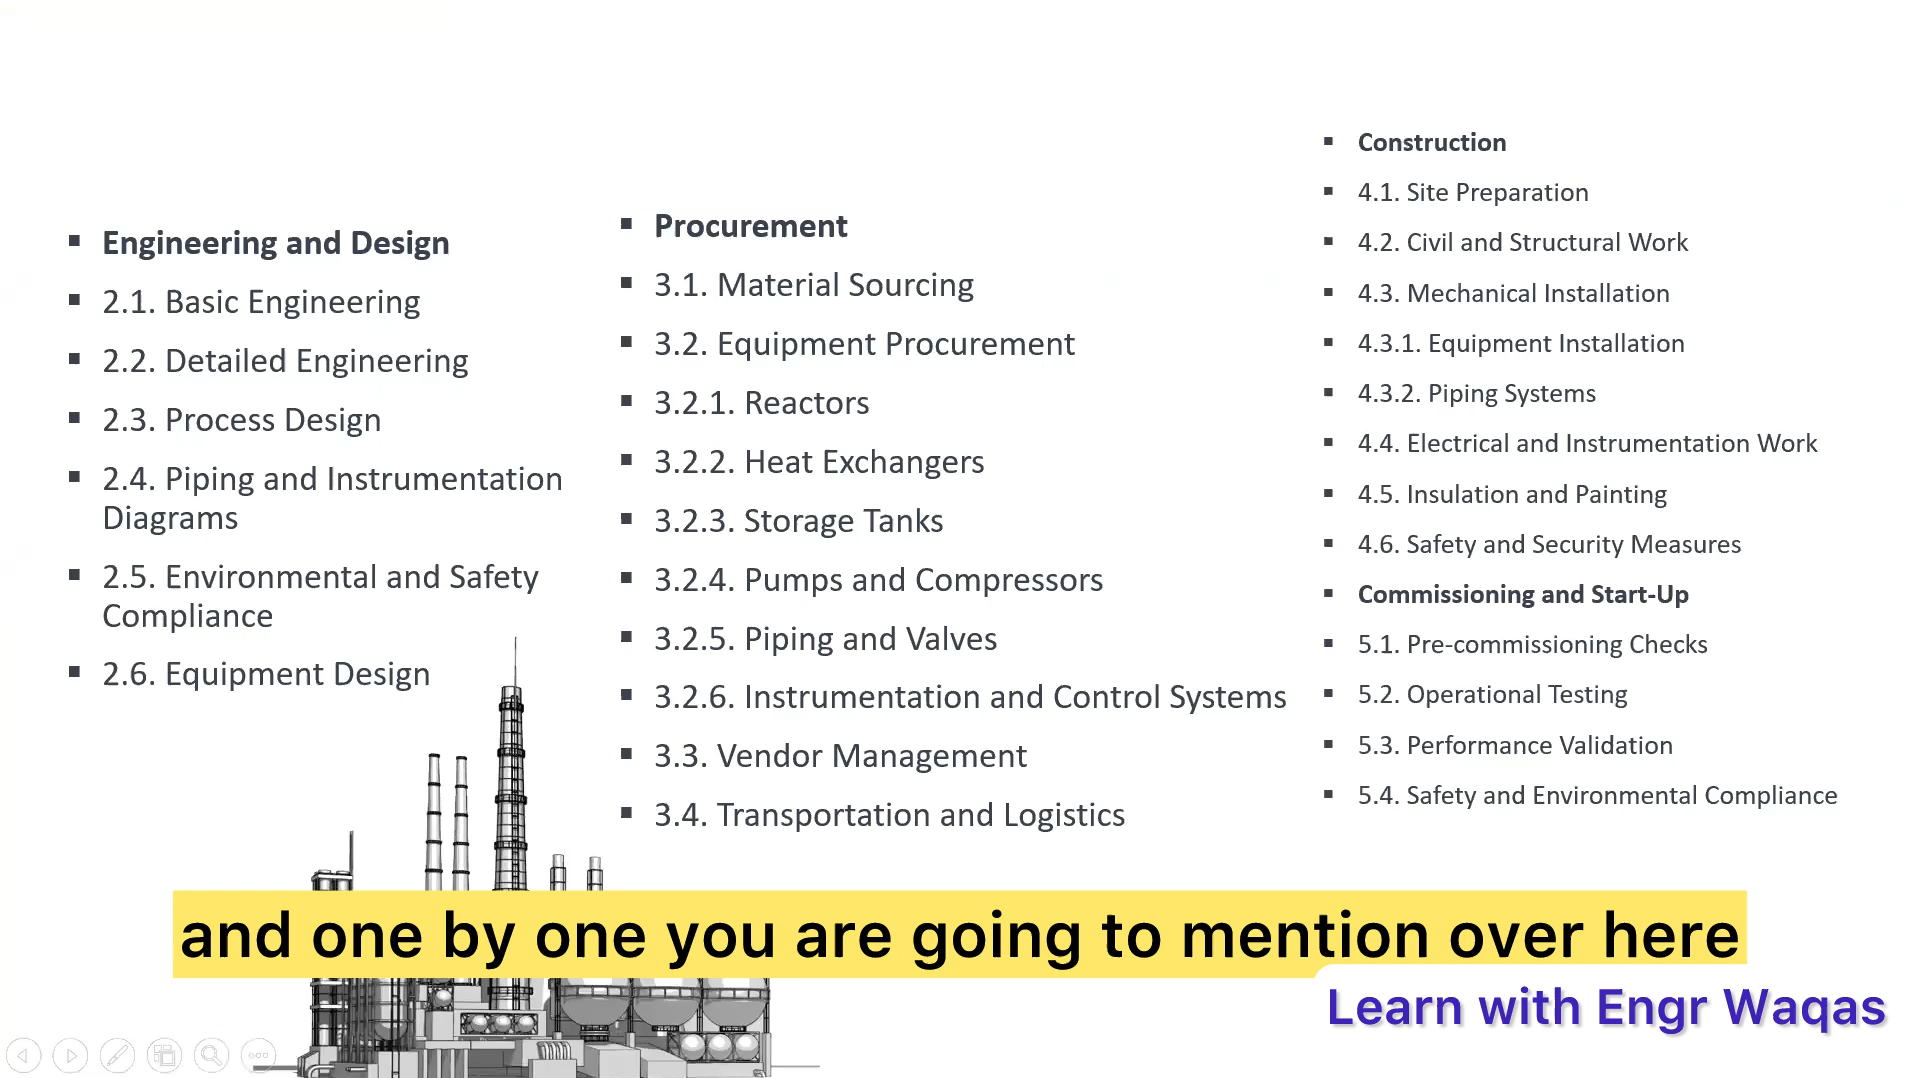 Engineering and Design
2.1. Basic Engineering
2.2. Detailed Engineering
2.3. Process Design
2.4. Piping and Instrumentation
Diagrams
2.5. Environmental and Safety
Compliance
2.6. Equipment Design
Procurement
3.1. Material Sourcing
3.2. Equipment Procurement
3.2.1. Reactors
3.2.2. Heat Exchangers
3.2.3. Storage Tanks
3.2.4. Pumps and Compressors
3.2.5. Piping and Valves
3.2.6. Instrumentation and Control Systems
3.3. Vendor Management
3.4. Transportation and Logistics
Construction
4.1. Site Preparation
4.2. Civil and Structural Work
4.3. Mechanical Installation
4.3.1. Equipment Installation
4.3.2. Piping Systems
4.4. Electrical and Instrumentation Work
4.5. Insulation and Painting
4.6. Safety and Security Measures
Commissioning and Start-Up
5.1. Pre-commissioning Checks
5.2. Operational Testing
5.3. Performance Validation
5.4. Safety and Environmental Compliance
and one by one you are going to mention over here
Learn with Engr Waqas